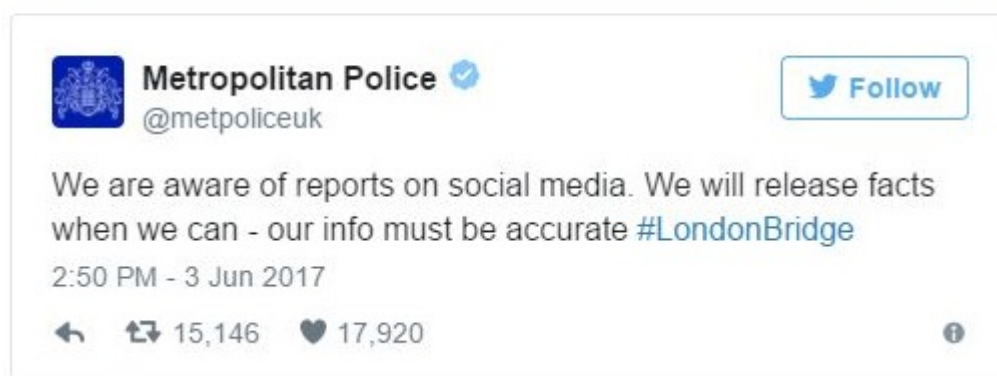 Metropolitan Police
@metpoliceuk
Follow
We are aware of reports on social media. We will release facts
when we can - our info must be accurate #LondonBridge
2:50 PM - 3 Jun 2017
15,146 17,920